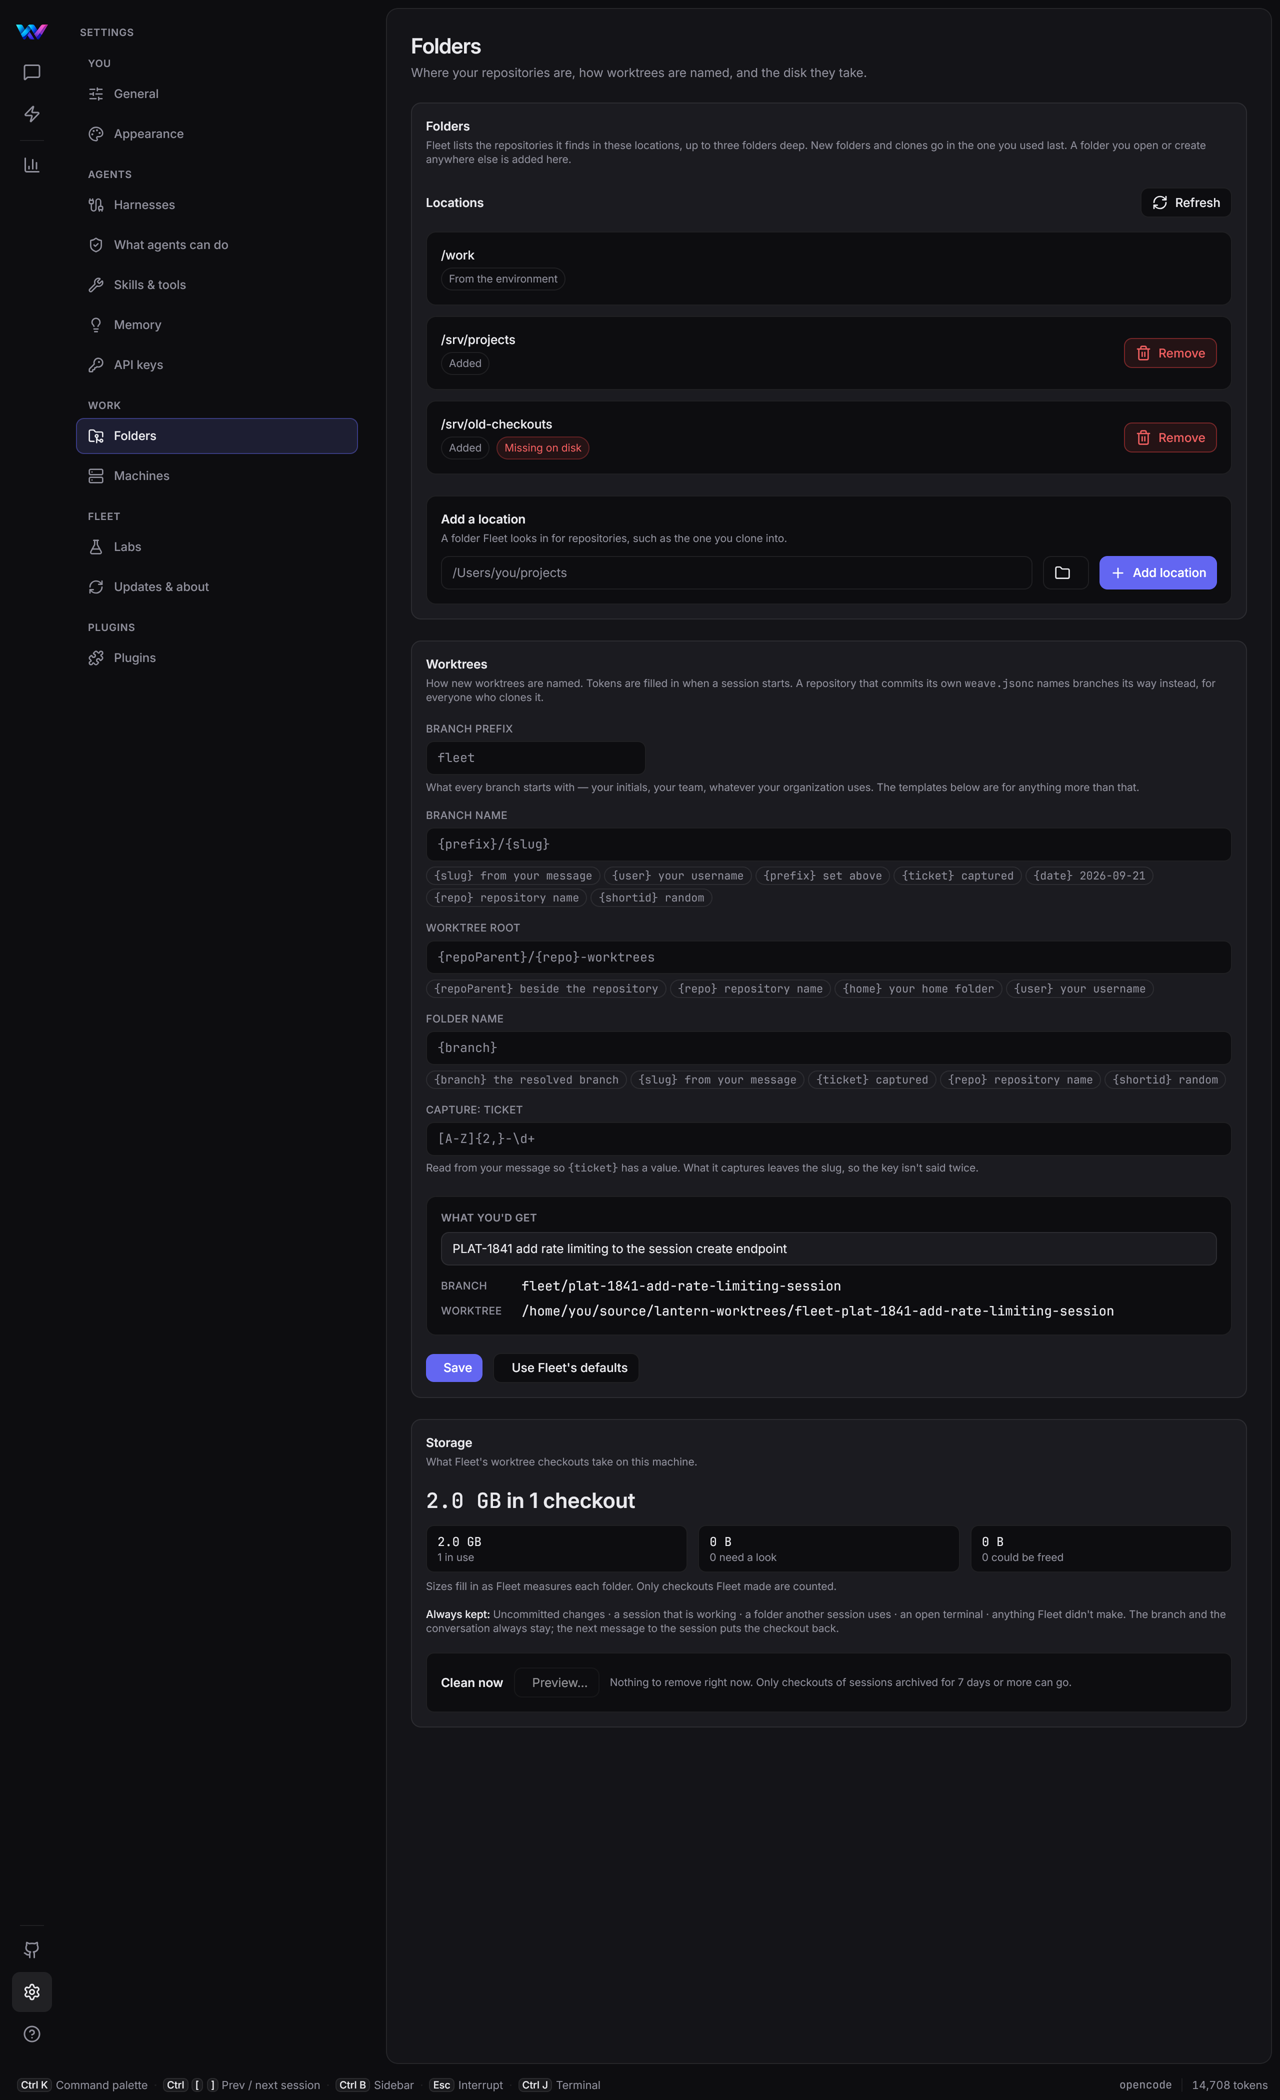 SETTINGS
YOU
General
Appearance
AGENTS
Harnesses
What agents can do
Skills & tools
Memory
API keys
WORK
Folders
Machines
FLEET
Labs
Updates & about
PLUGINS
Plugins
Folders
Where your repositories are, how worktrees are named, and the disk they take.
Folders
Fleet lists the repositories it finds in these locations, up to three folders deep. New folders and clones go in the one you used last. A folder you open or create
anywhere else is added here.
Locations
Refresh
/work
From the environment
/srv/projects
Added
Remove
/srv/old-checkouts
Added Missing on disk
Remove
Add a location
A folder Fleet looks in for repositories, such as the one you clone into.
/Users/you/projects
Add location
Worktrees
How new worktrees are named. Tokens are filled in when a session starts. A repository that commits its own weave.jsonc names branches its way instead, for
everyone who clones it.
BRANCH PREFIX
fleet
What every branch starts with — your initials, your team, whatever your organization uses. The templates below are for anything more than that.
BRANCH NAME
{prefix}/{slug}
{slug} from your message {user} your username {prefix} set above {ticket} captured {date} 2026-09-21
{repo} repository name {shortid} random
WORKTREE ROOT
{repoParent}/{repo}-worktrees
{repoParent} beside the repository {repo} repository name {home} your home folder {user} your username
FOLDER NAME
{branch}
{branch} the resolved branch {slug} from your message {ticket} captured {repo} repository name {shortid} random
CAPTURE: TICKET
[A-Z]{2,}-\d+
Read from your message so {ticket} has a value. What it captures leaves the slug, so the key isn't said twice.
WHAT YOU'D GET
PLAT-1841 add rate limiting to the session create endpoint
BRANCH fleet/plat-1841-add-rate-limiting-session
WORKTREE /home/you/source/lantern-worktrees/fleet-plat-1841-add-rate-limiting-session
Save Use Fleet's defaults
Storage
What Fleet's worktree checkouts take on this machine.
2.0 GB in 1 checkout
2.0 GB
1 in use
0 B
0 need a look
0 B
0 could be freed
Sizes fill in as Fleet measures each folder. Only checkouts Fleet made are counted.
Always kept: Uncommitted changes · a session that is working · a folder another session uses · an open terminal · anything Fleet didn't make. The branch and the
conversation always stay; the next message to the session puts the checkout back.
Clean now Preview... Nothing to remove right now. Only checkouts of sessions archived for 7 days or more can go.
Ctrl K Command palette · Ctrl [ ] Prev / next session · Ctrl B Sidebar · Esc Interrupt · Ctrl J Terminal
opencode 14,708 tokens